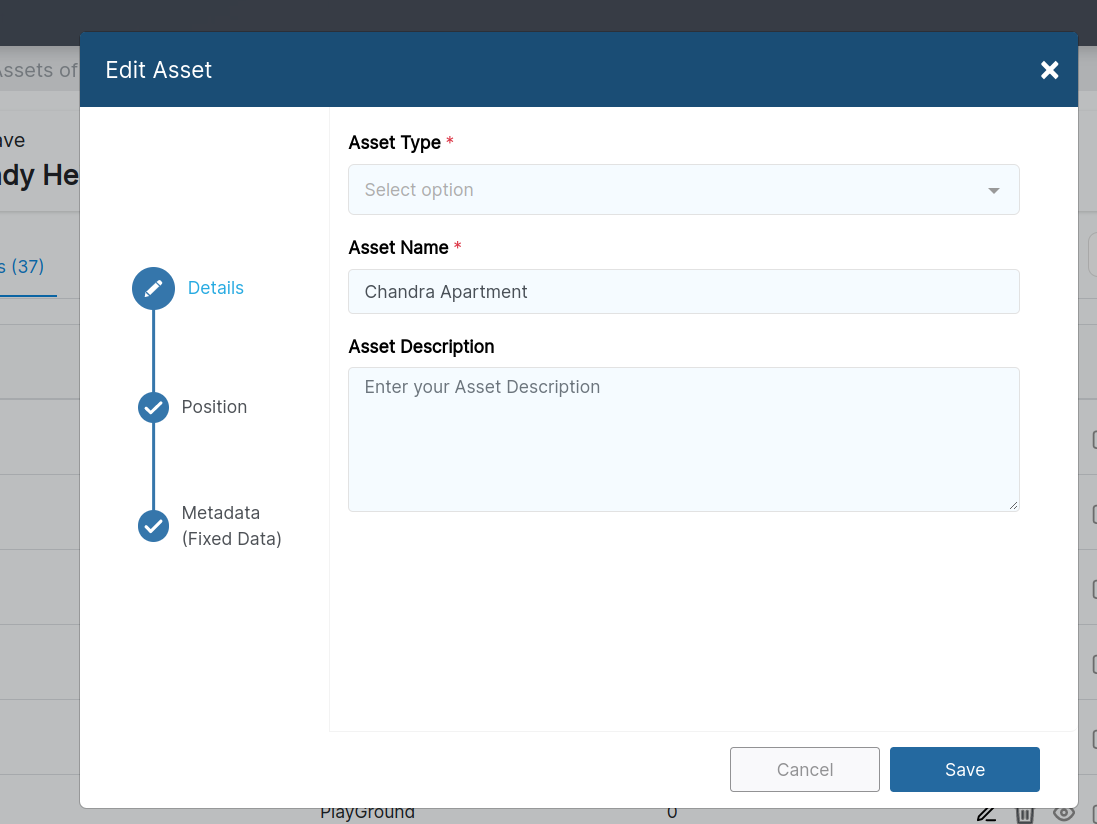 Assets of
Edit Asset
ave
dy He
s (37)
Asset Type *
Select option
Asset Name *
Chandra Apartment
Asset Description
Enter your Asset Description
Details
Position
Metadata
(Fixed Data)
Cancel
Save
PlayGround 0